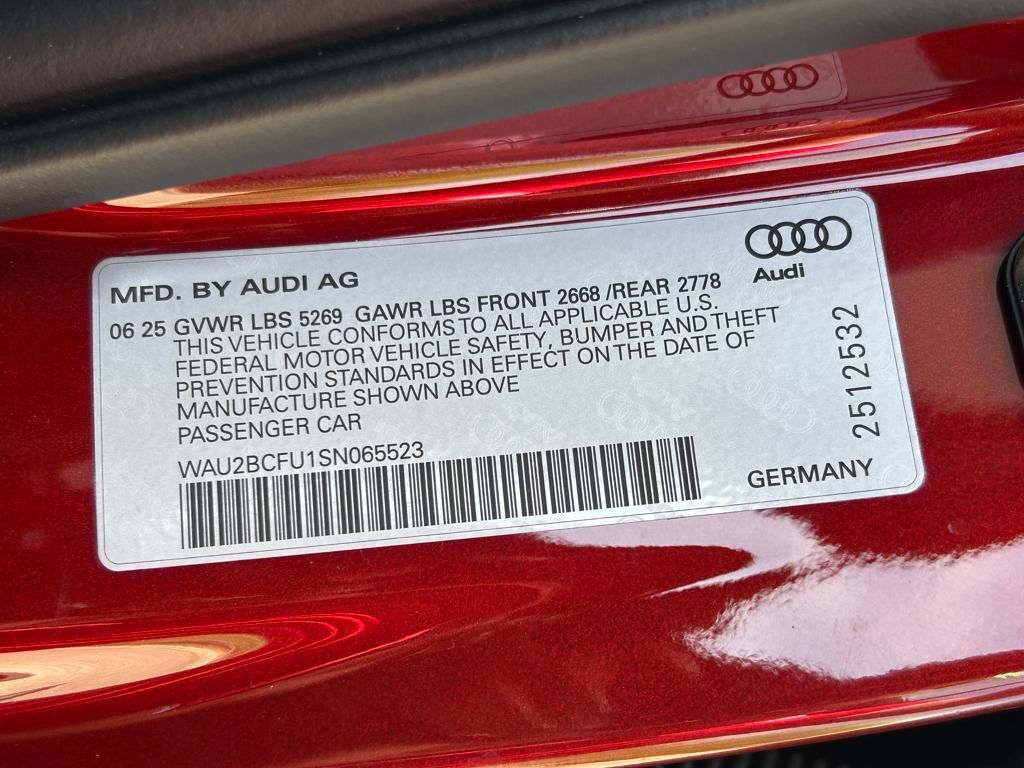 Audi
MFD. BY AUDI AG
06 25 GVWR LBS 5269 GAWR LBS FRONT 2668 /REAR 2778
THIS VEHICLE CONFORMS TO ALL APPLICABLE U.S.
FEDERAL MOTOR VEHICLE SAFETY, BUMPER AND THEFT
PREVENTION STANDARDS IN EFFECT ON THE DATE OF
MANUFACTURE SHOWN ABOVE
PASSENGER CAR
WAU2BCFU1SN065523
2512532
GERMANY